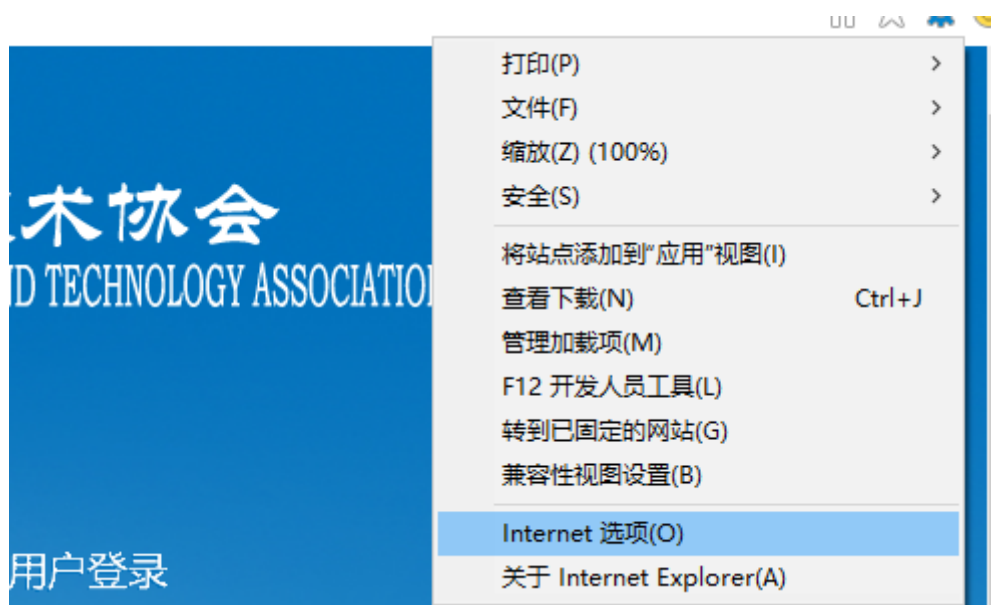 打印(P)
文件(F)
缩放(Z) (100%)
安全(S)
将站点添加到“应用”视图(I)
查看下载(N) Ctrl+J
管理加载项(M)
F12 开发人员工具(L)
转到已固定的网站(G)
兼容性视图设置(B)
Internet 选项(O)
关于 Internet Explorer(A)
术协会
TECHNOLOGY ASSOCIATIO
用户登录